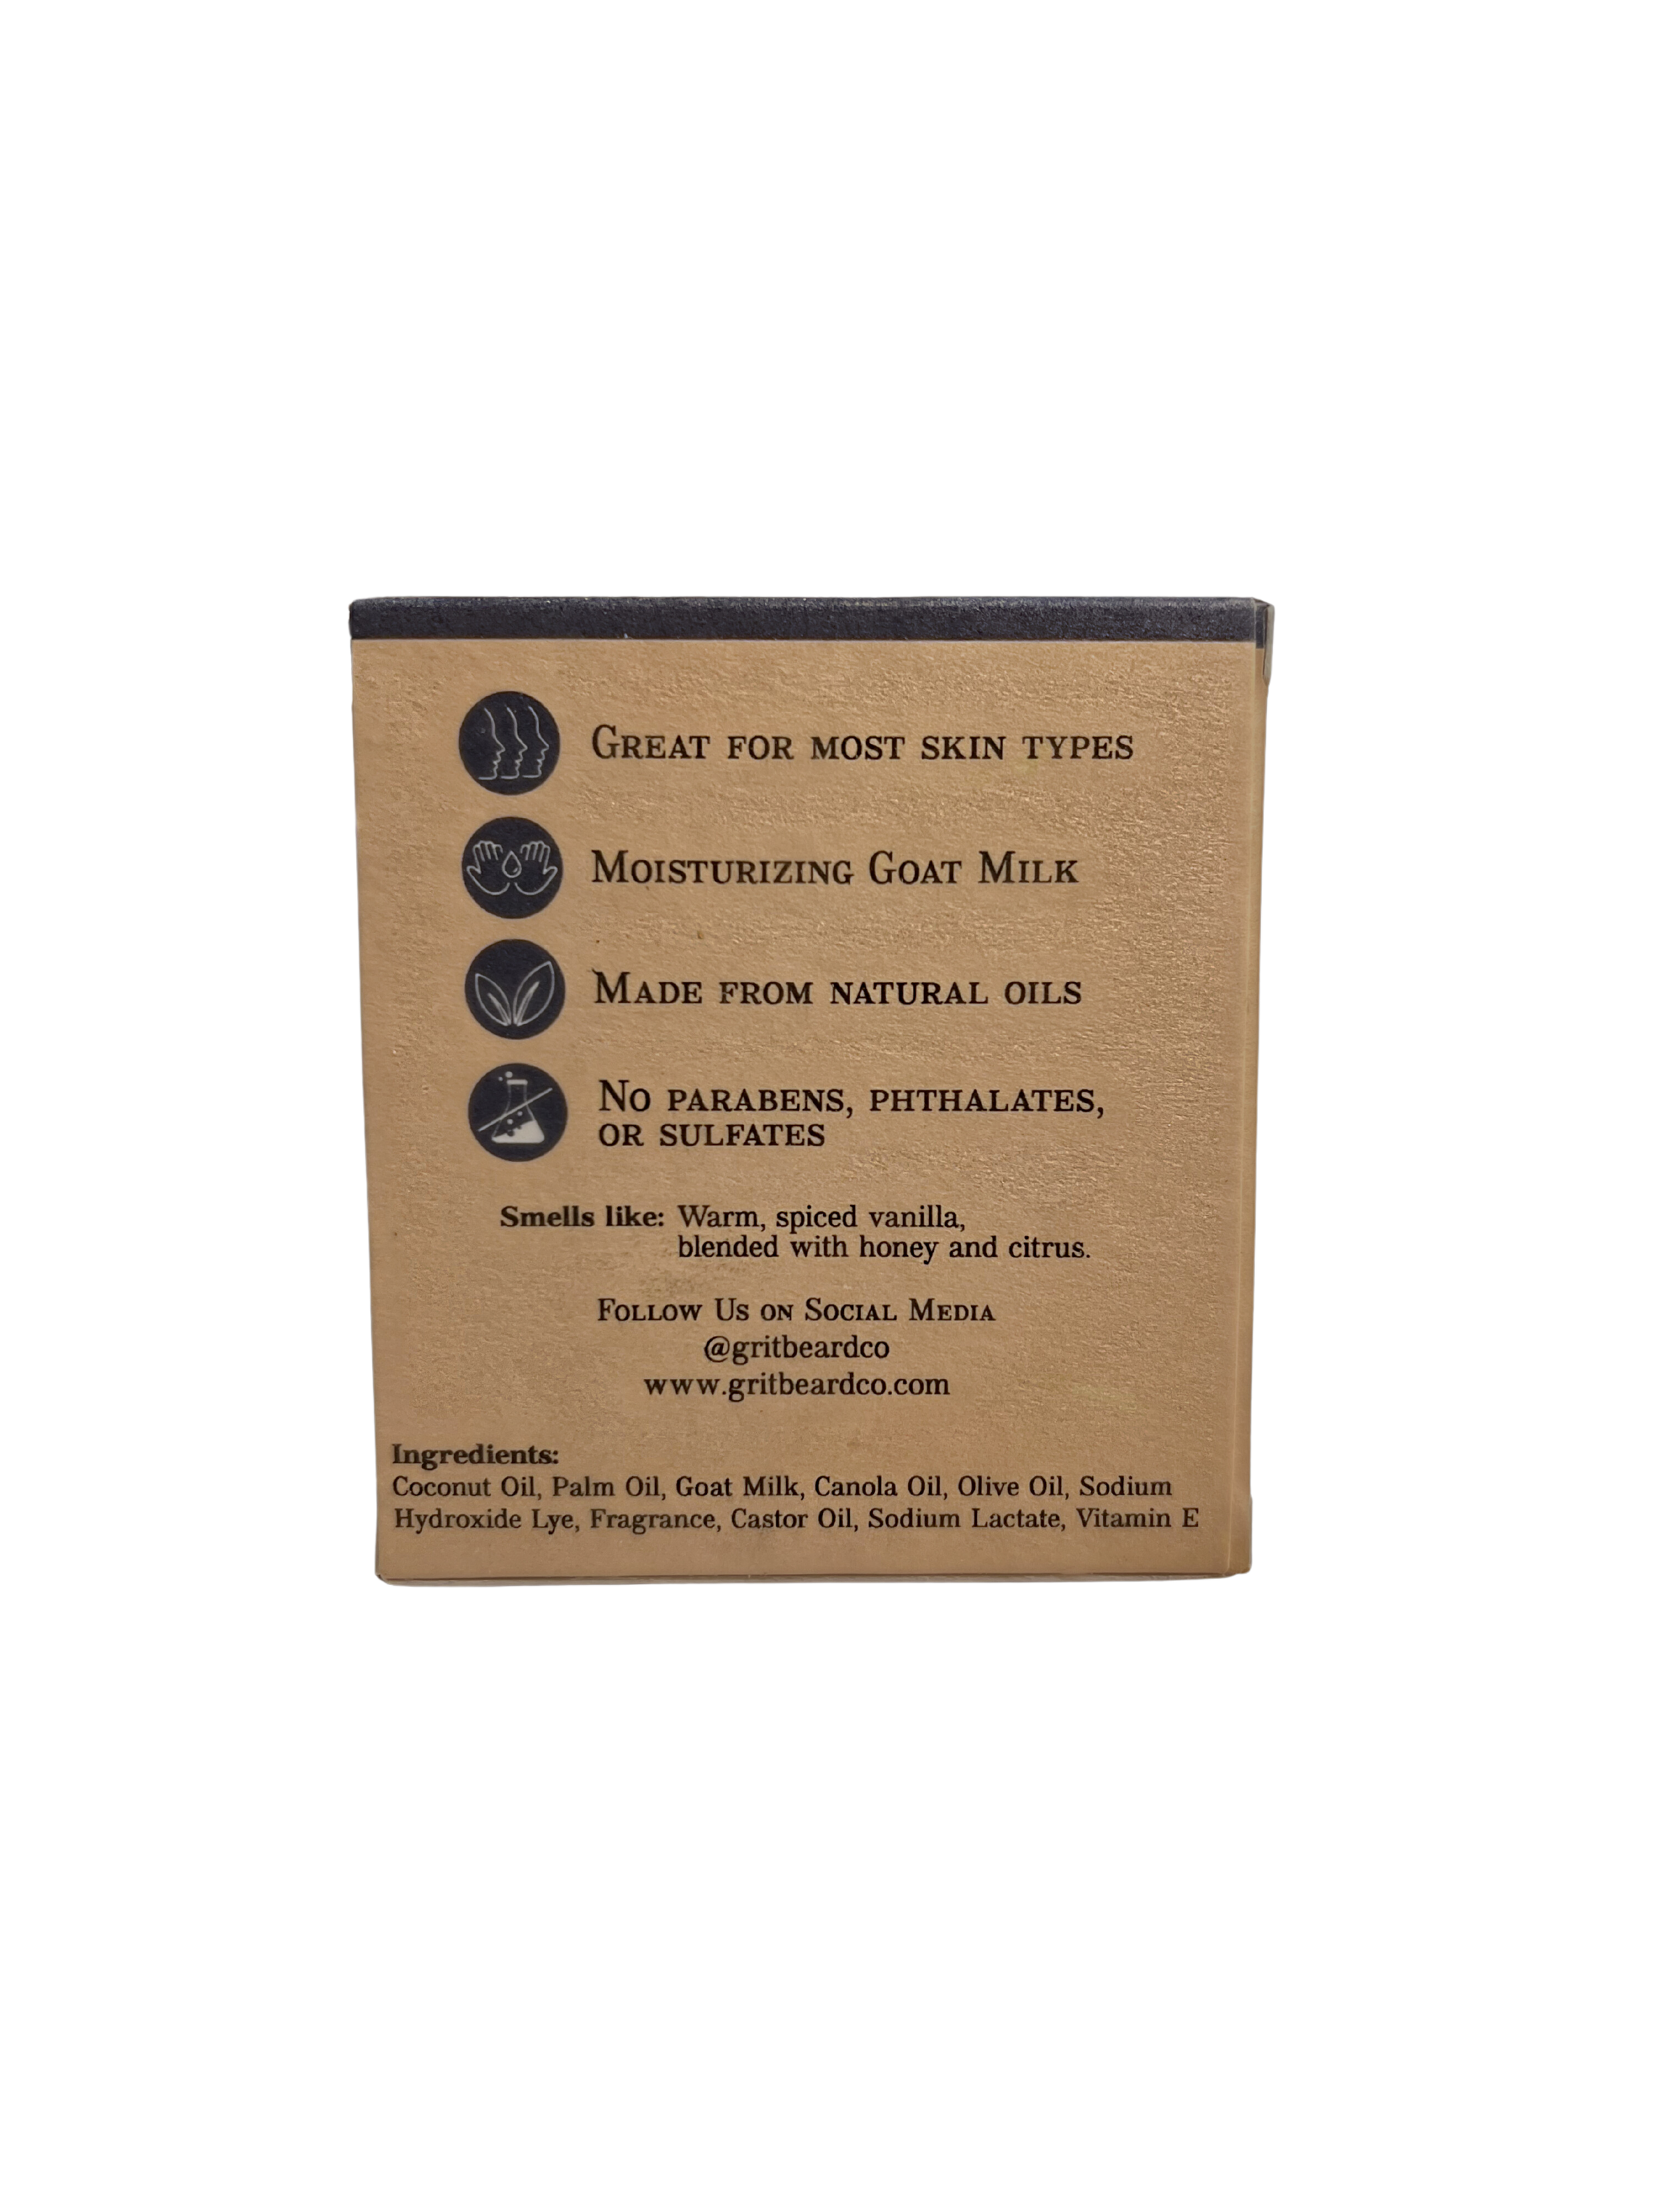 GREAT FOR MOST SKIN TYPES
MOISTURIZING GOAT MILK
MADE FROM NATURAL OILS
NO PARABENS, PHTHALATES,
OR SULFATES
Smells like: Warm, spiced vanilla,
blended with honey and citrus.
FOLLOW US ON SOCIAL MEDIA
@gritbeardco
www.gritbeardco.com
Ingredients:
Coconut Oil, Palm Oil, Goat Milk, Canola Oil, Olive Oil, Sodium
Hydroxide Lye, Fragrance, Castor Oil, Sodium Lactate, Vitamin E